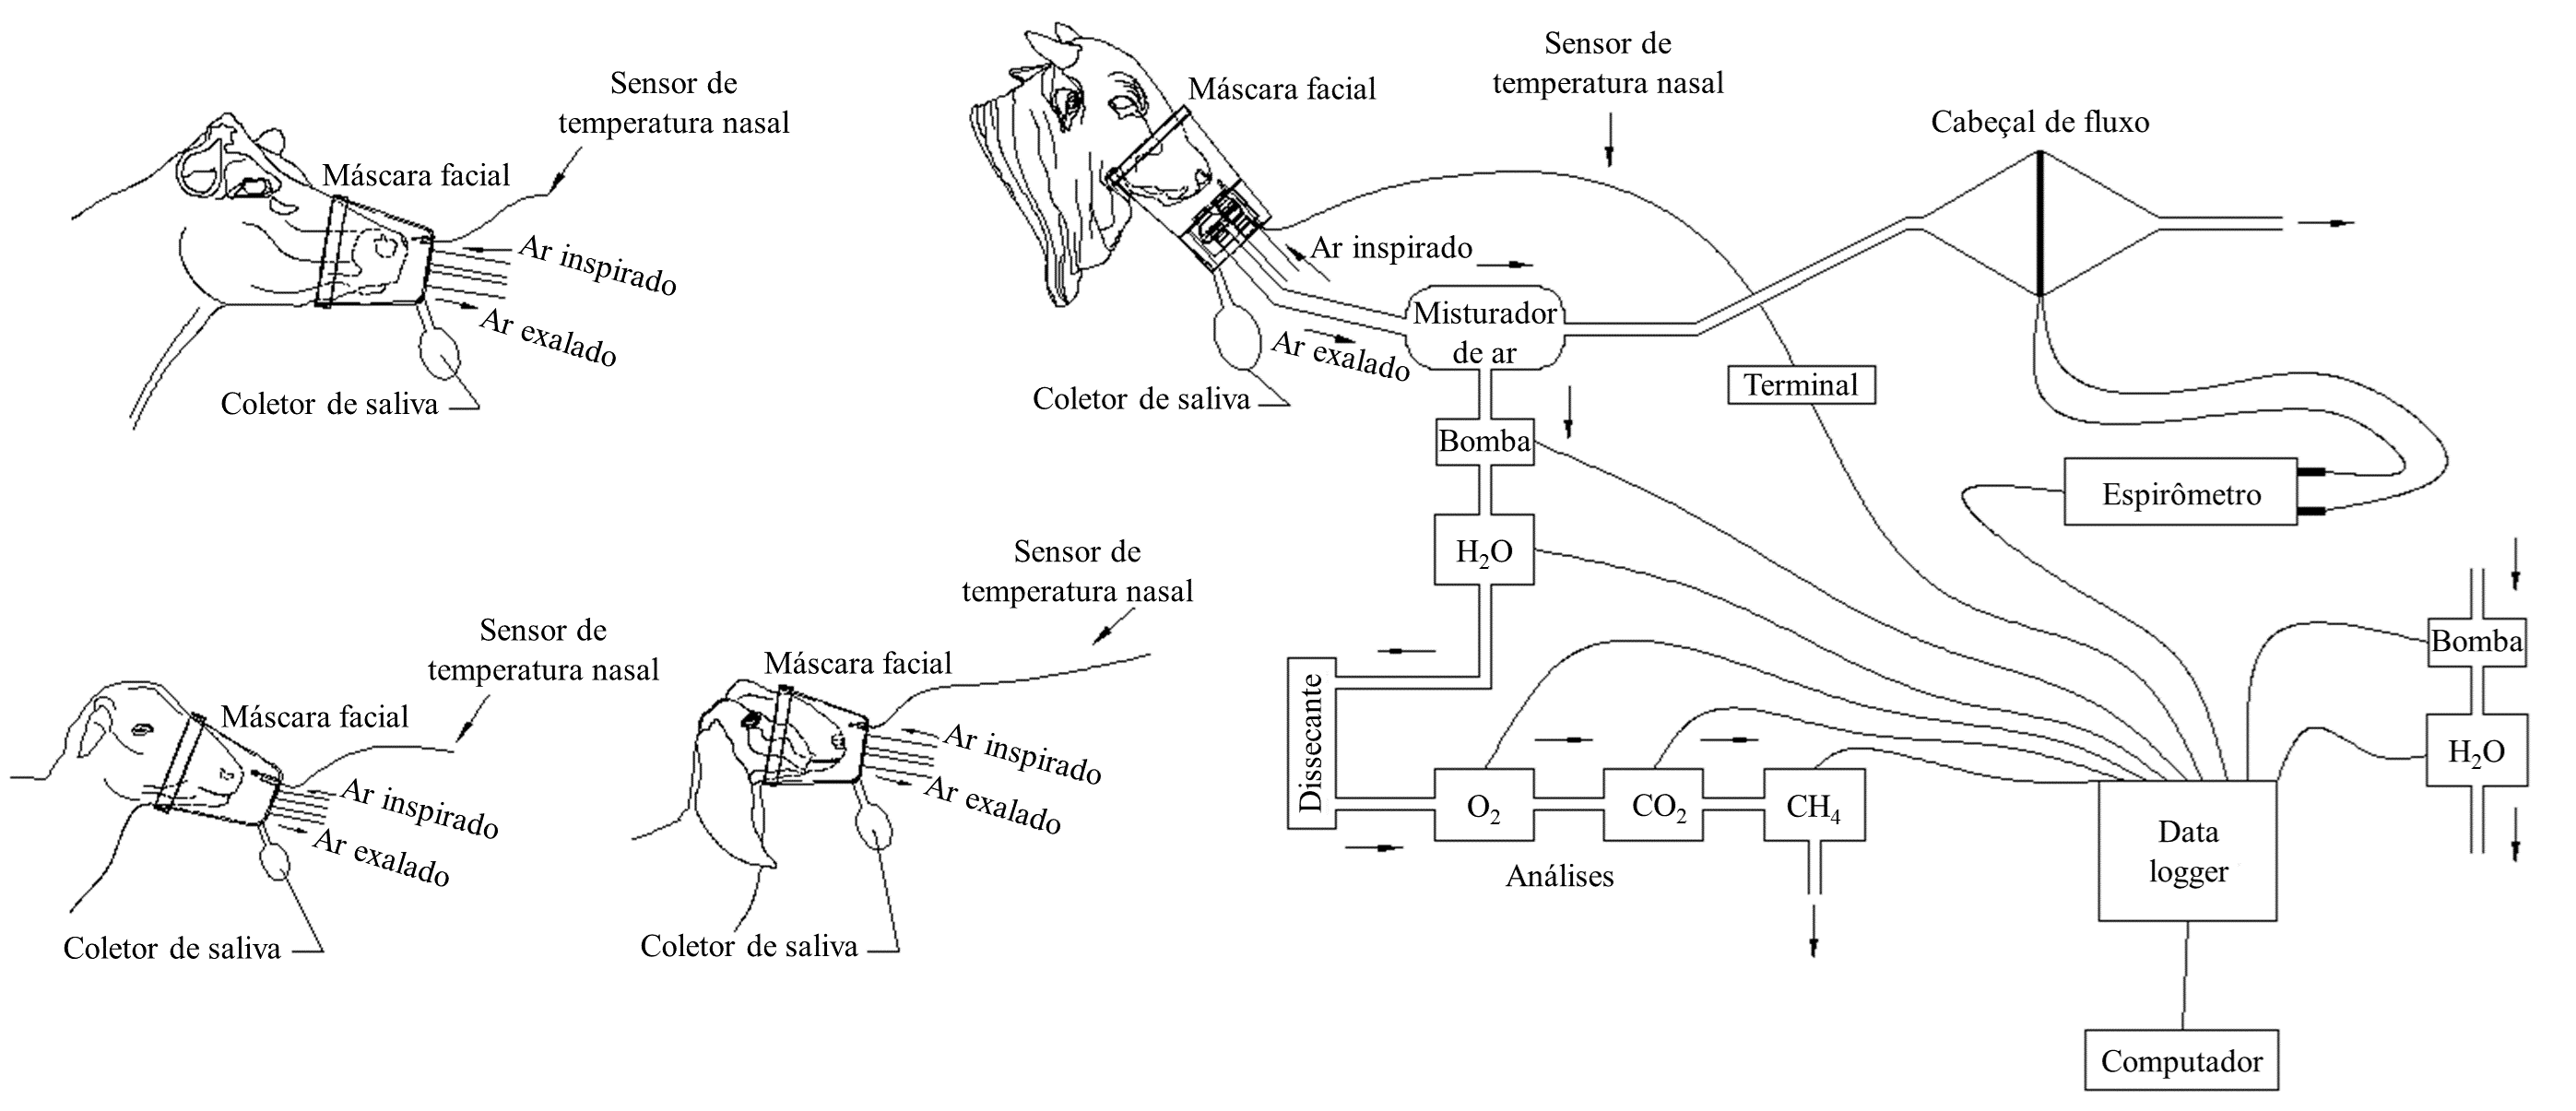 Sensor de
temperatura nasal
Máscara facial
Ar inspirado
Ar exalado
Coletor de saliva
Sensor de
temperatura nasal
Máscara facial
Ar inspirado
Ar exalado
Coletor de saliva
Sensor de
temperatura nasal
Máscara facial
Ar inspirado
Ar exalado
Coletor de saliva
Sensor de
temperatura nasal
Máscara facial
Cabeçal de fluxo
Ar inspirado
Misturador
de ar
Ar exalado
Coletor de saliva
Terminal
Bomba
Espirômetro
H₂O
Bomba
Dissecante
H₂O
O₂
CO₂
CH₄
Análises
Data
logger
Computador